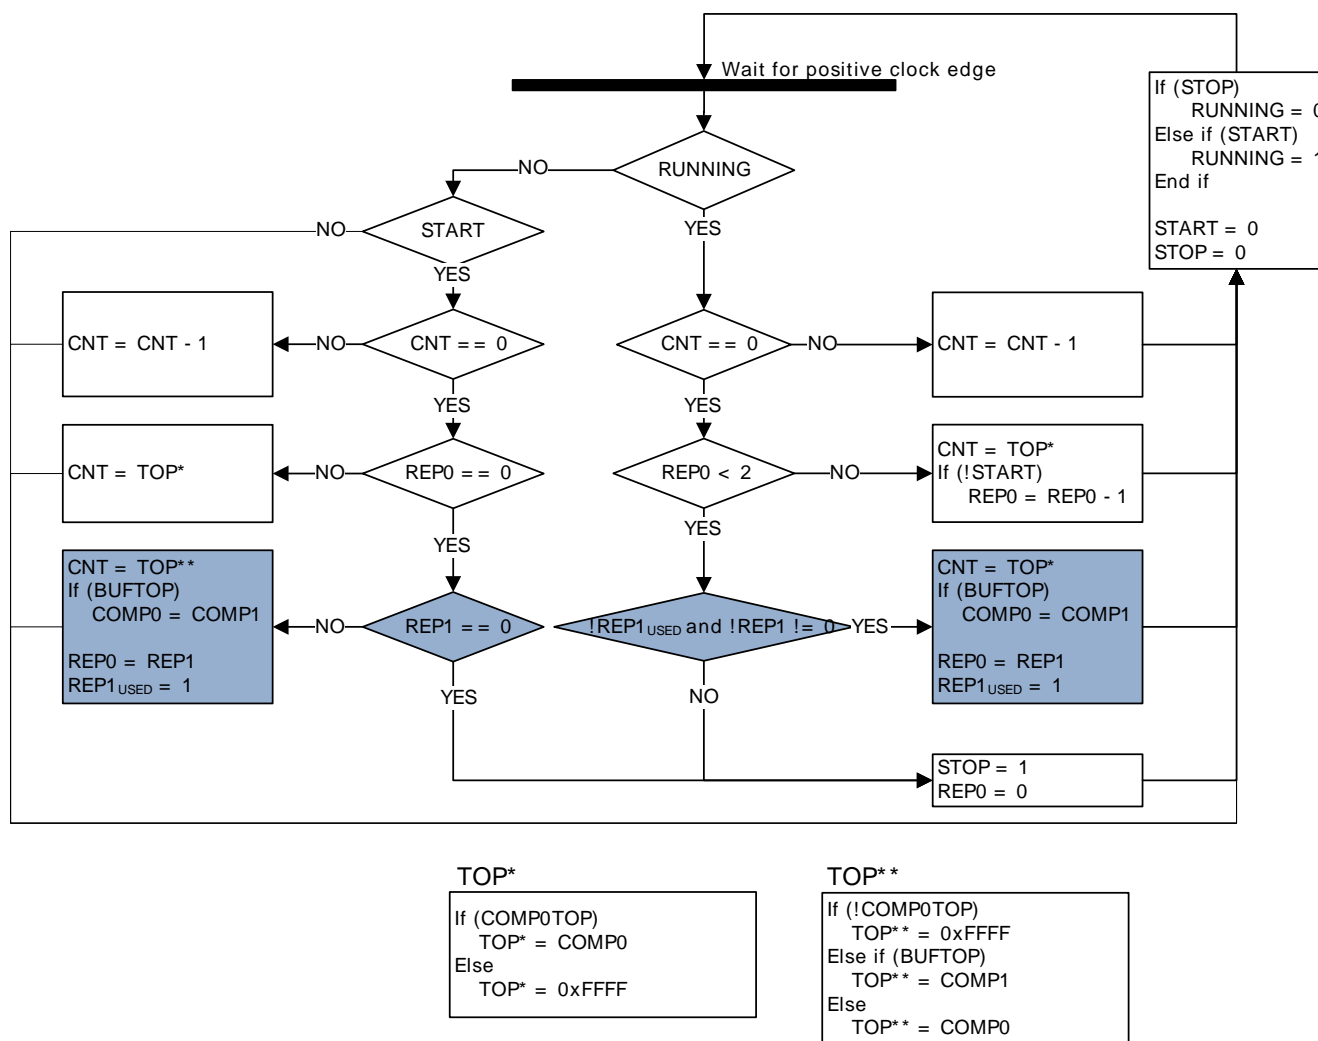 Wait for positive clock edge
If (STOP)
RUNNING = 0
Else if (START)
RUNNING = 1
End if
START = 0
STOP = 0
NO
RUNNING
NO
START
YES
YES
CNT = CNT - 1
NO
CNT == 0
CNT == 0
NO
CNT = CNT - 1
YES
YES
CNT = TOP*
NO
REP0 == 0
REP0 < 2
NO
CNT = TOP*
If (!START)
REP0 = REP0 - 1
YES
YES
CNT = TOP**
If (BUFTOP)
COMP0 = COMP1
REP0 = REP1
REP1USED = 1
NO
REP1 == 0
!REP1USED and !REP1 != 0
YES
CNT = TOP*
If (BUFTOP)
COMP0 = COMP1
REP0 = REP1
REP1USED = 1
YES
NO
STOP = 1
REP0 = 0
TOP*
If (COMP0TOP)
TOP* = COMP0
Else
TOP* = 0xFFFF
TOP**
If (!COMP0TOP)
TOP** = 0xFFFF
Else if (BUFTOP)
TOP** = COMP1
Else
TOP** = COMP0